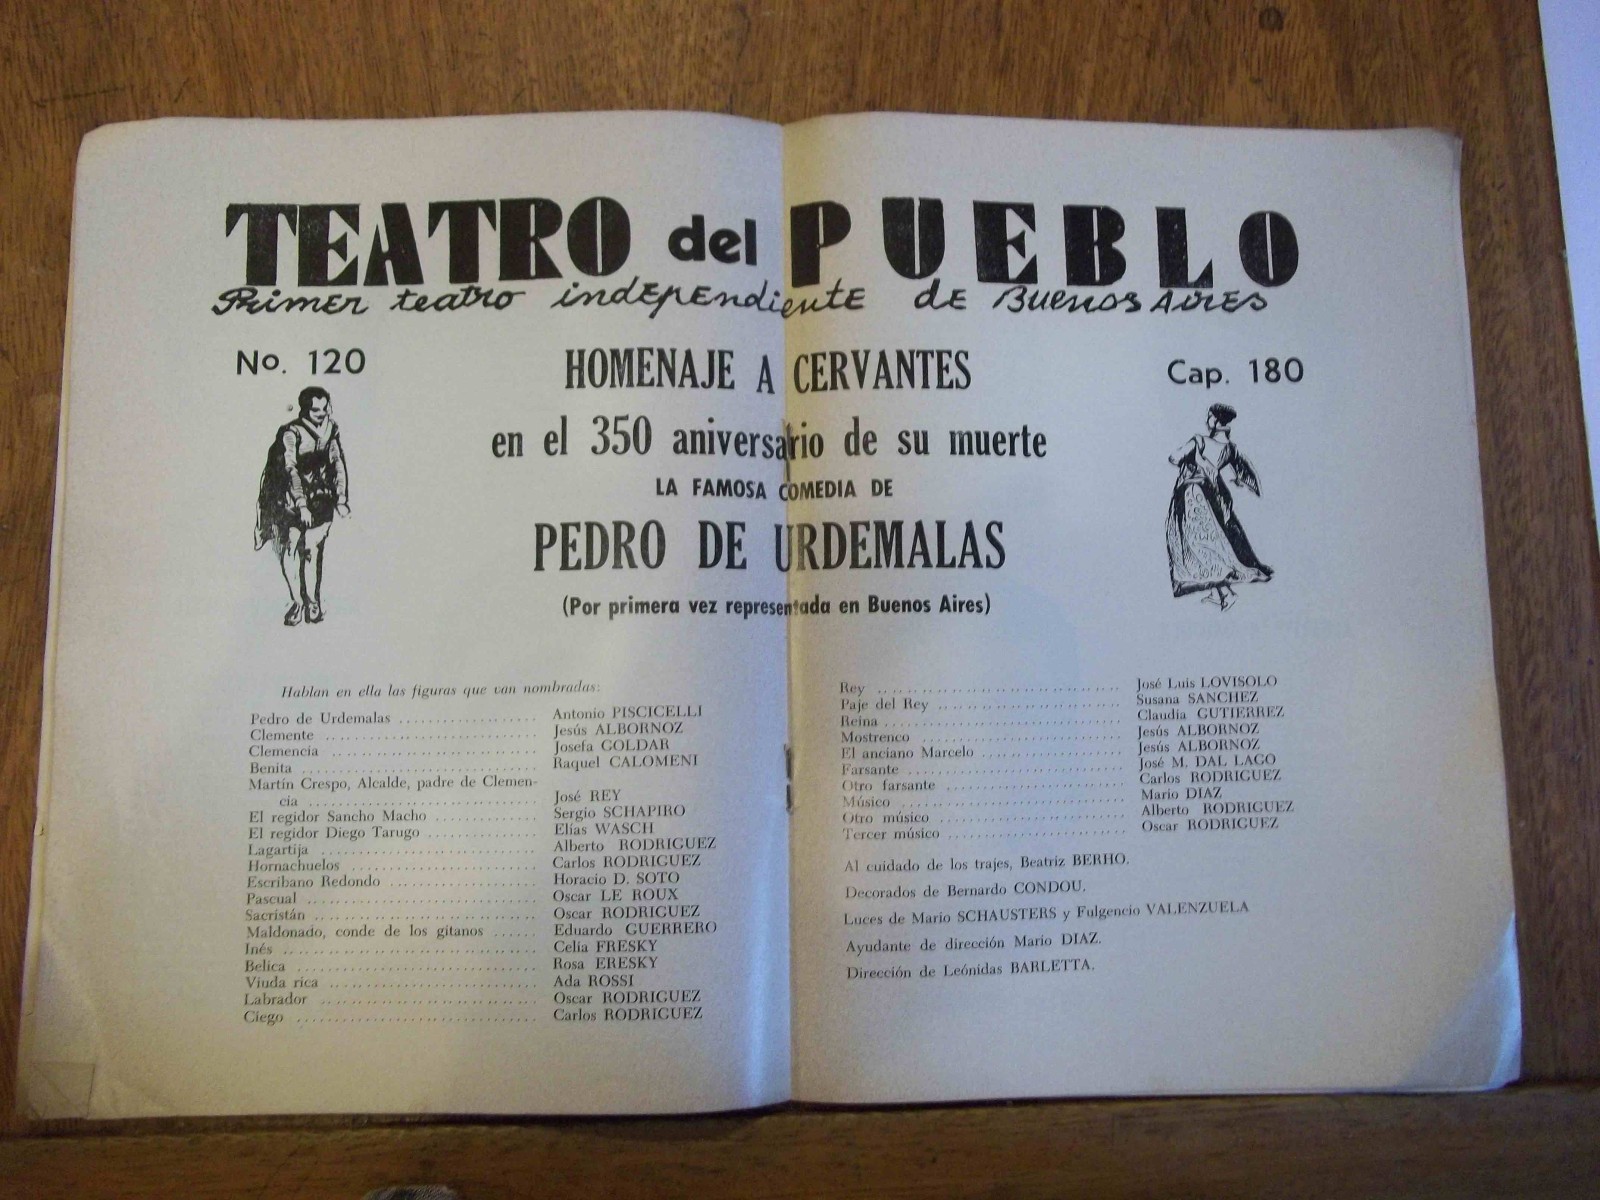 TEATRO del PUEBLO
Primer teatro independiente de Buenos Aires
No. 120
HOMENAJE A CERVANTES
Cap. 180
en el 350 aniversario de su muerte
LA FAMOSA COMEDIA DE
PEDRO DE URDEMALAS
(Por primera vez representada en Buenos Aires)
Hablan en ella las figuras que van nombradas:
Pedro de Urdemalas .................. Antonio PISCICELLI
Clemente ............................ Jesús ALBORNOZ
Clemencia ........................... Josefa GOLDAR
Benita .............................. Raquel CALOMENI
Martín Crespo, Alcalde, padre de Clemen-
cia ............................. José REY
El regidor Sancho Macho .............. Sergio SCHAPIRO
El regidor Diego Tarugo .............. Elías WASCH
Lagartija ........................... Alberto RODRIGUEZ
Hornachuelos ........................ Carlos RODRIGUEZ
Escribano Redondo ................... Horacio D. SOTO
Pascual ............................. Oscar LE ROUX
Sacristán ........................... Oscar RODRIGUEZ
Maldonado, conde de los gitanos ...... Eduardo GUERRERO
Inés ................................ Celia FRESKY
Belica .............................. Rosa ERESKY
Viuda rica .......................... Ada ROSSI
Labrador ............................ Oscar RODRIGUEZ
Ciego ............................... Carlos RODRIGUEZ
Rey ................................. José Luis LOVISOLO
Paje del Rey ........................ Susana SANCHEZ
Reina ............................... Claudia GUTIERREZ
Mostrenco ........................... Jesús ALBORNOZ
El anciano Marcelo .................. Jesús ALBORNOZ
Farsante ............................ José M. DAL LAGO
Otro farsante ....................... Carlos RODRIGUEZ
Músico .............................. Mario DIAZ
Otro músico ......................... Alberto RODRIGUEZ
Tercer músico ....................... Oscar RODRIGUEZ
Al cuidado de los trajes, Beatriz BERHO.
Decorados de Bernardo CONDOU.
Luces de Mario SCHAUSTERS y Fulgencio VALENZUELA
Ayudante de dirección Mario DIAZ.
Dirección de Leónidas BARLETTA.